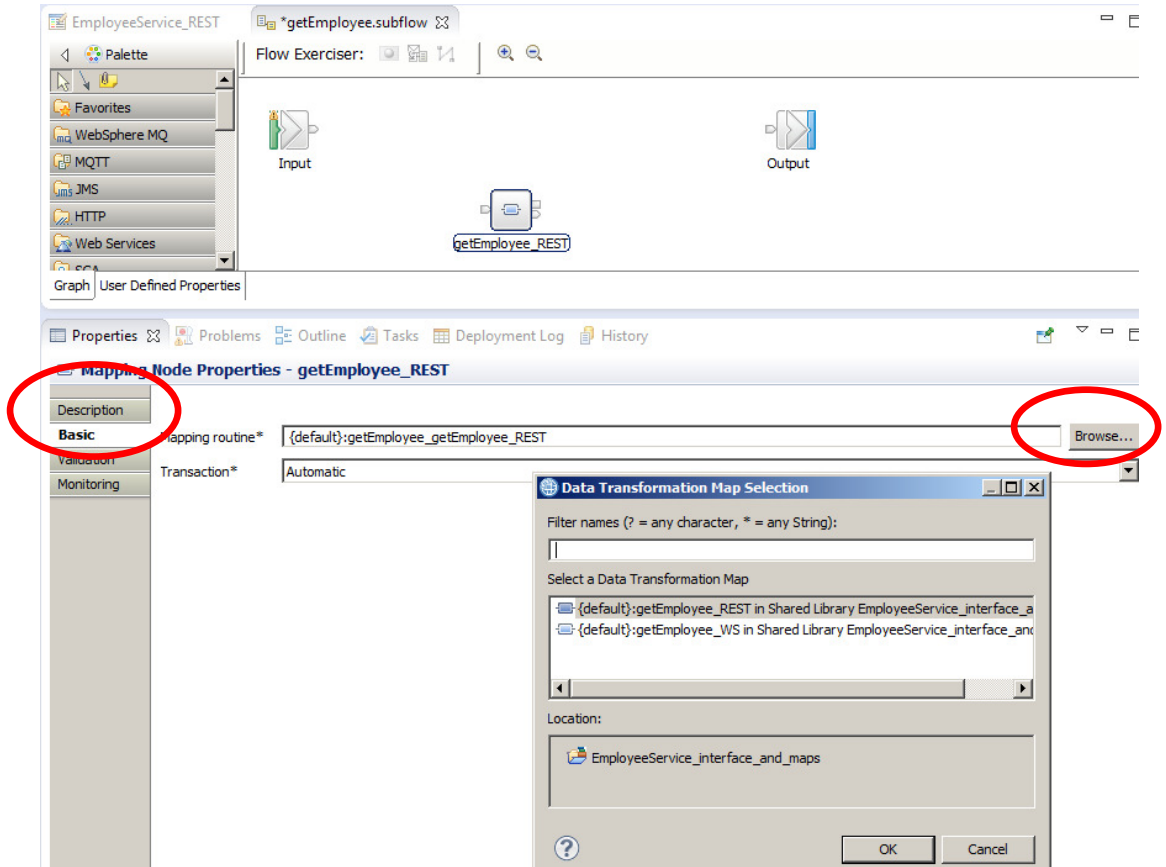 EmployeeService_REST
*getEmployee.subflow
Palette
Flow Exerciser:
Favorites
WebSphere MQ
MQTT
JMS
HTTP
Web Services
SCA
Input
Output
getEmployee_REST
Graph
User Defined Properties
Properties
Problems
Outline
Tasks
Deployment Log
History
Mapping Node Properties - getEmployee_REST
Description
Basic
Validation
Monitoring
Mapping routine*
{default}:getEmployee_getEmployee_REST
Browse...
Transaction*
Automatic
Data Transformation Map Selection
Filter names (? = any character, * = any String):
Select a Data Transformation Map
{default}:getEmployee_REST in Shared Library EmployeeService_interface_a
{default}:getEmployee_WS in Shared Library EmployeeService_interface_and
Location:
EmployeeService_interface_and_maps
?
OK
Cancel